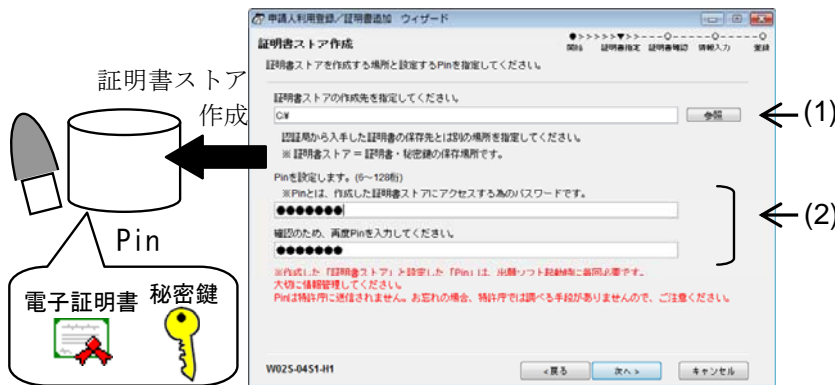 申請人利用登録／証明書追加 ウィザード
証明書ストア作成
●>>>>>▼>>---○-----○-----○
開始 証明書指定 証明書確認 情報入力 登録
証明書ストアを作成する場所と設定するPinを指定してください。
証明書ストア
作成
証明書ストアの作成先を指定してください。
C:¥
参照
(1)
認証局から入手した証明書の保存先とは別の場所を指定してください。
※ 証明書ストア = 証明書・秘密鍵の保存場所です。
Pinを設定します。(6～128桁)
※Pinとは、作成した証明書ストアにアクセスする為のパスワードです。
●●●●●●●
(2)
確認のため、再度Pinを入力してください。
●●●●●●●
※作成した「証明書ストア」と設定した「Pin」は、出願ソフト起動時に毎回必要です。
大切に情報管理してください。
Pinは特許庁に送信されません。お忘れの場合、特許庁では調べる手段がありませんので、ご注意ください。
Pin
電子証明書
秘密鍵
W02S-04S1-H1
<戻る
次へ >
キャンセル